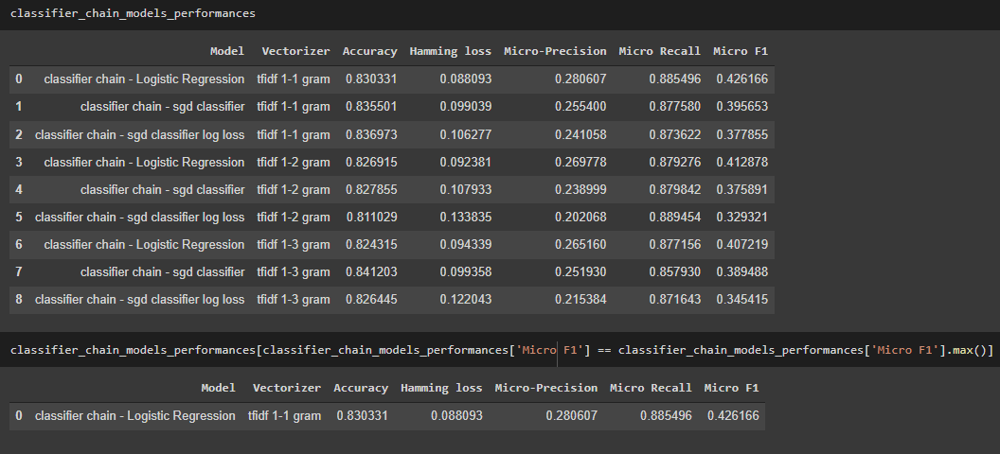 classifier_chain_models_performances
Model Vectorizer Accuracy Hamming loss Micro-Precision Micro Recall Micro F1
0 classifier chain - Logistic Regression tfidf 1-1 gram 0.830331 0.088093 0.280607 0.885496 0.426166
1 classifier chain - sgd classifier tfidf 1-1 gram 0.835501 0.099039 0.255400 0.877580 0.395653
2 classifier chain - sgd classifier log loss tfidf 1-1 gram 0.836973 0.106277 0.241058 0.873622 0.377855
3 classifier chain - Logistic Regression tfidf 1-2 gram 0.826915 0.092381 0.269778 0.879276 0.412878
4 classifier chain - sgd classifier tfidf 1-2 gram 0.827855 0.107933 0.238999 0.879842 0.375891
5 classifier chain - sgd classifier log loss tfidf 1-2 gram 0.811029 0.133835 0.202068 0.889454 0.329321
6 classifier chain - Logistic Regression tfidf 1-3 gram 0.824315 0.094339 0.265160 0.877156 0.407219
7 classifier chain - sgd classifier tfidf 1-3 gram 0.841203 0.099358 0.251930 0.857930 0.389488
8 classifier chain - sgd classifier log loss tfidf 1-3 gram 0.826445 0.122043 0.215384 0.871643 0.345415
classifier_chain_models_performances[classifier_chain_models_performances['Micro F1'] == classifier_chain_models_performances['Micro F1'].max()]
Model Vectorizer Accuracy Hamming loss Micro-Precision Micro Recall Micro F1
0 classifier chain - Logistic Regression tfidf 1-1 gram 0.830331 0.088093 0.280607 0.885496 0.426166